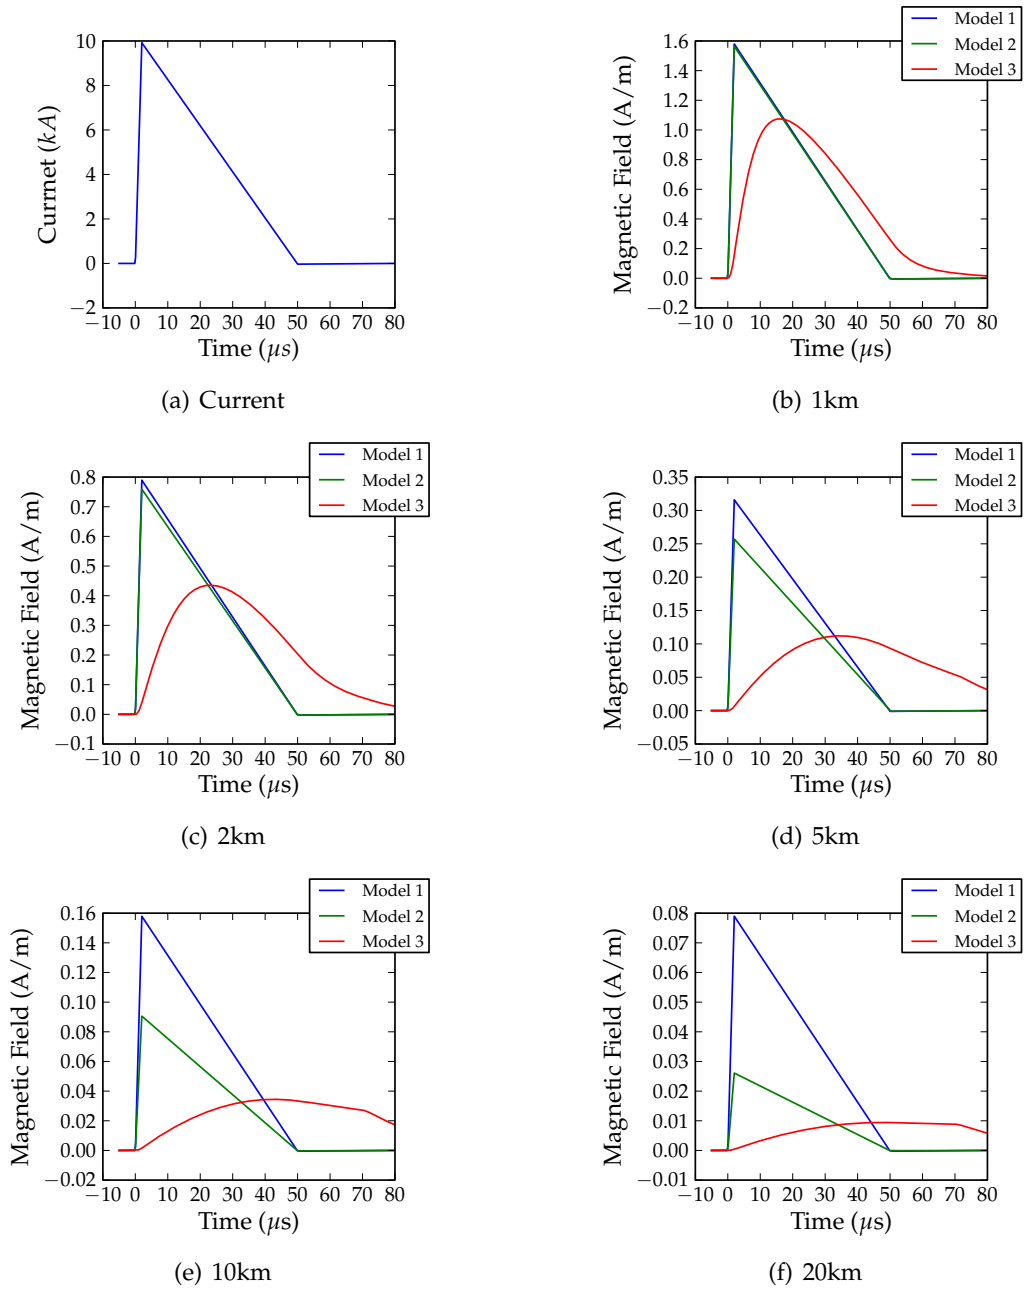 10
8
6
4
2
0
−2
Currnet (kA)
−10 0 10 20 30 40 50 60 70 80
Time (μs)
(a) Current
Model 1
Model 2
Model 3
1.6
1.4
1.2
1.0
0.8
0.6
0.4
0.2
0.0
−0.2
Magnetic Field (A/m)
−10 0 10 20 30 40 50 60 70 80
Time (μs)
(b) 1km
Model 1
Model 2
Model 3
0.8
0.7
0.6
0.5
0.4
0.3
0.2
0.1
0.0
−0.1
Magnetic Field (A/m)
−10 0 10 20 30 40 50 60 70 80
Time (μs)
(c) 2km
Model 1
Model 2
Model 3
0.35
0.30
0.25
0.20
0.15
0.10
0.05
0.00
−0.05
Magnetic Field (A/m)
−10 0 10 20 30 40 50 60 70 80
Time (μs)
(d) 5km
Model 1
Model 2
Model 3
0.16
0.14
0.12
0.10
0.08
0.06
0.04
0.02
0.00
−0.02
Magnetic Field (A/m)
−10 0 10 20 30 40 50 60 70 80
Time (μs)
(e) 10km
Model 1
Model 2
Model 3
0.08
0.07
0.06
0.05
0.04
0.03
0.02
0.01
0.00
−0.01
Magnetic Field (A/m)
−10 0 10 20 30 40 50 60 70 80
Time (μs)
(f) 20km